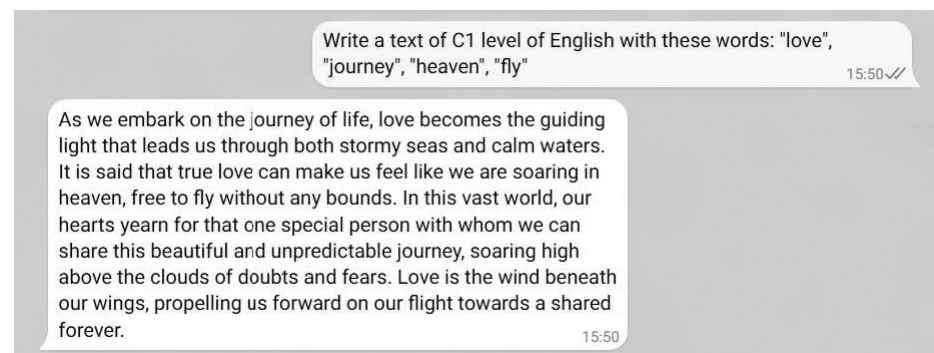 Write a text of C1 level of English with these words: "love",
"journey", "heaven", "fly"
15:50
As we embark on the journey of life, love becomes the guiding
light that leads us through both stormy seas and calm waters.
It is said that true love can make us feel like we are soaring in
heaven, free to fly without any bounds. In this vast world, our
hearts yearn for that one special person with whom we can
share this beautiful and unpredictable journey, soaring high
above the clouds of doubts and fears. Love is the wind beneath
our wings, propelling us forward on our flight towards a shared
forever.
15:50